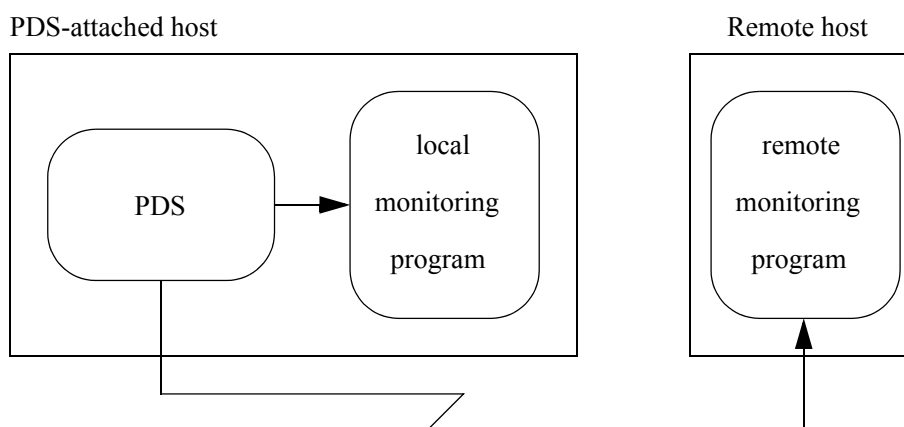 PDS-attached host
Remote host
PDS
local
monitoring
program
remote
monitoring
program